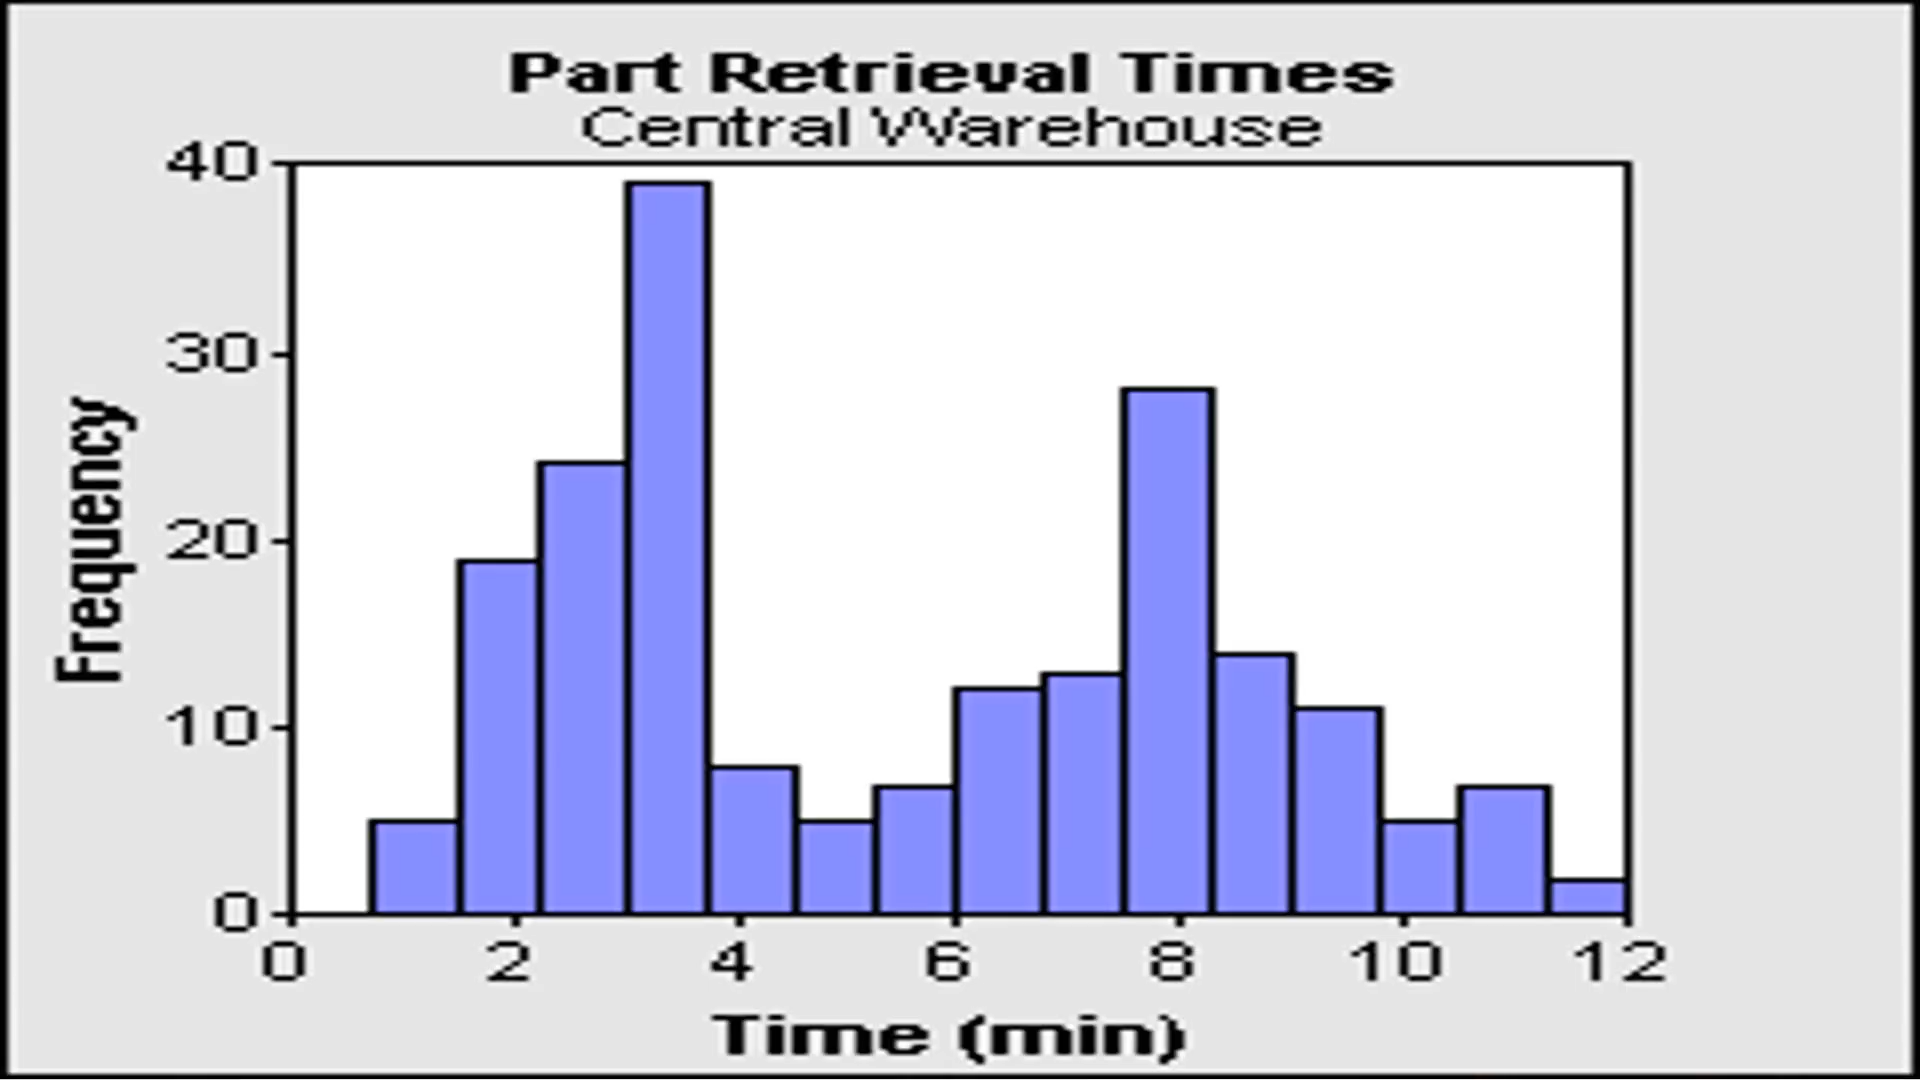 Part Retrieval Times
Central Warehouse
40
30
20
10
0
Frequency
0 2 4 6 8 10 12
Time (min)